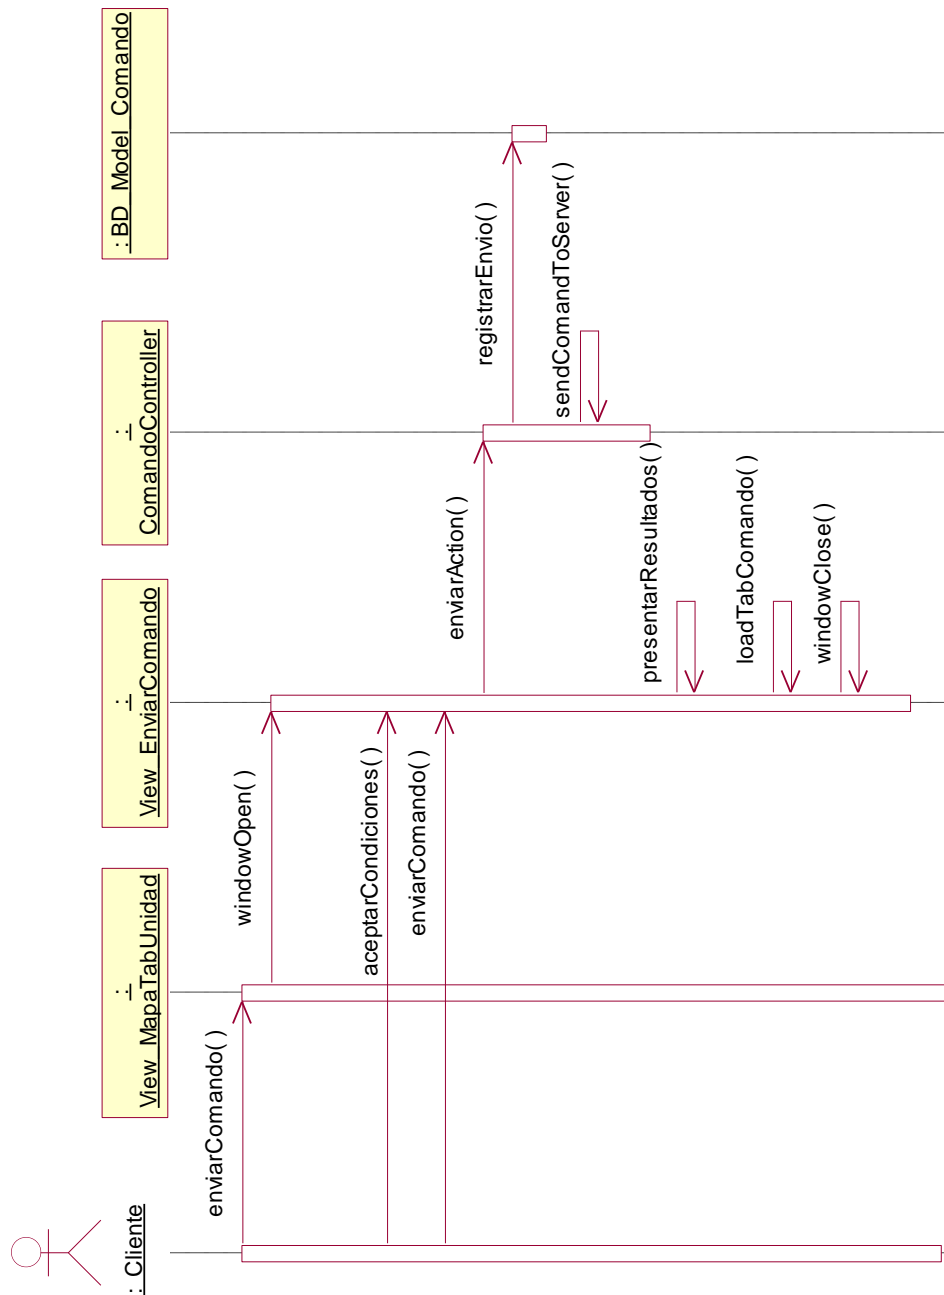 : Cliente
:
View_MapaTabUnidad
:
View_EnviarComando
:
ComandoController
: BD_Model_Comando
enviarComando( )
windowOpen( )
aceptarCondiciones( )
enviarComando( )
enviarAction( )
registrarEnvio( )
sendComandToServer( )
presentarResultados( )
loadTabComando( )
windowClose( )